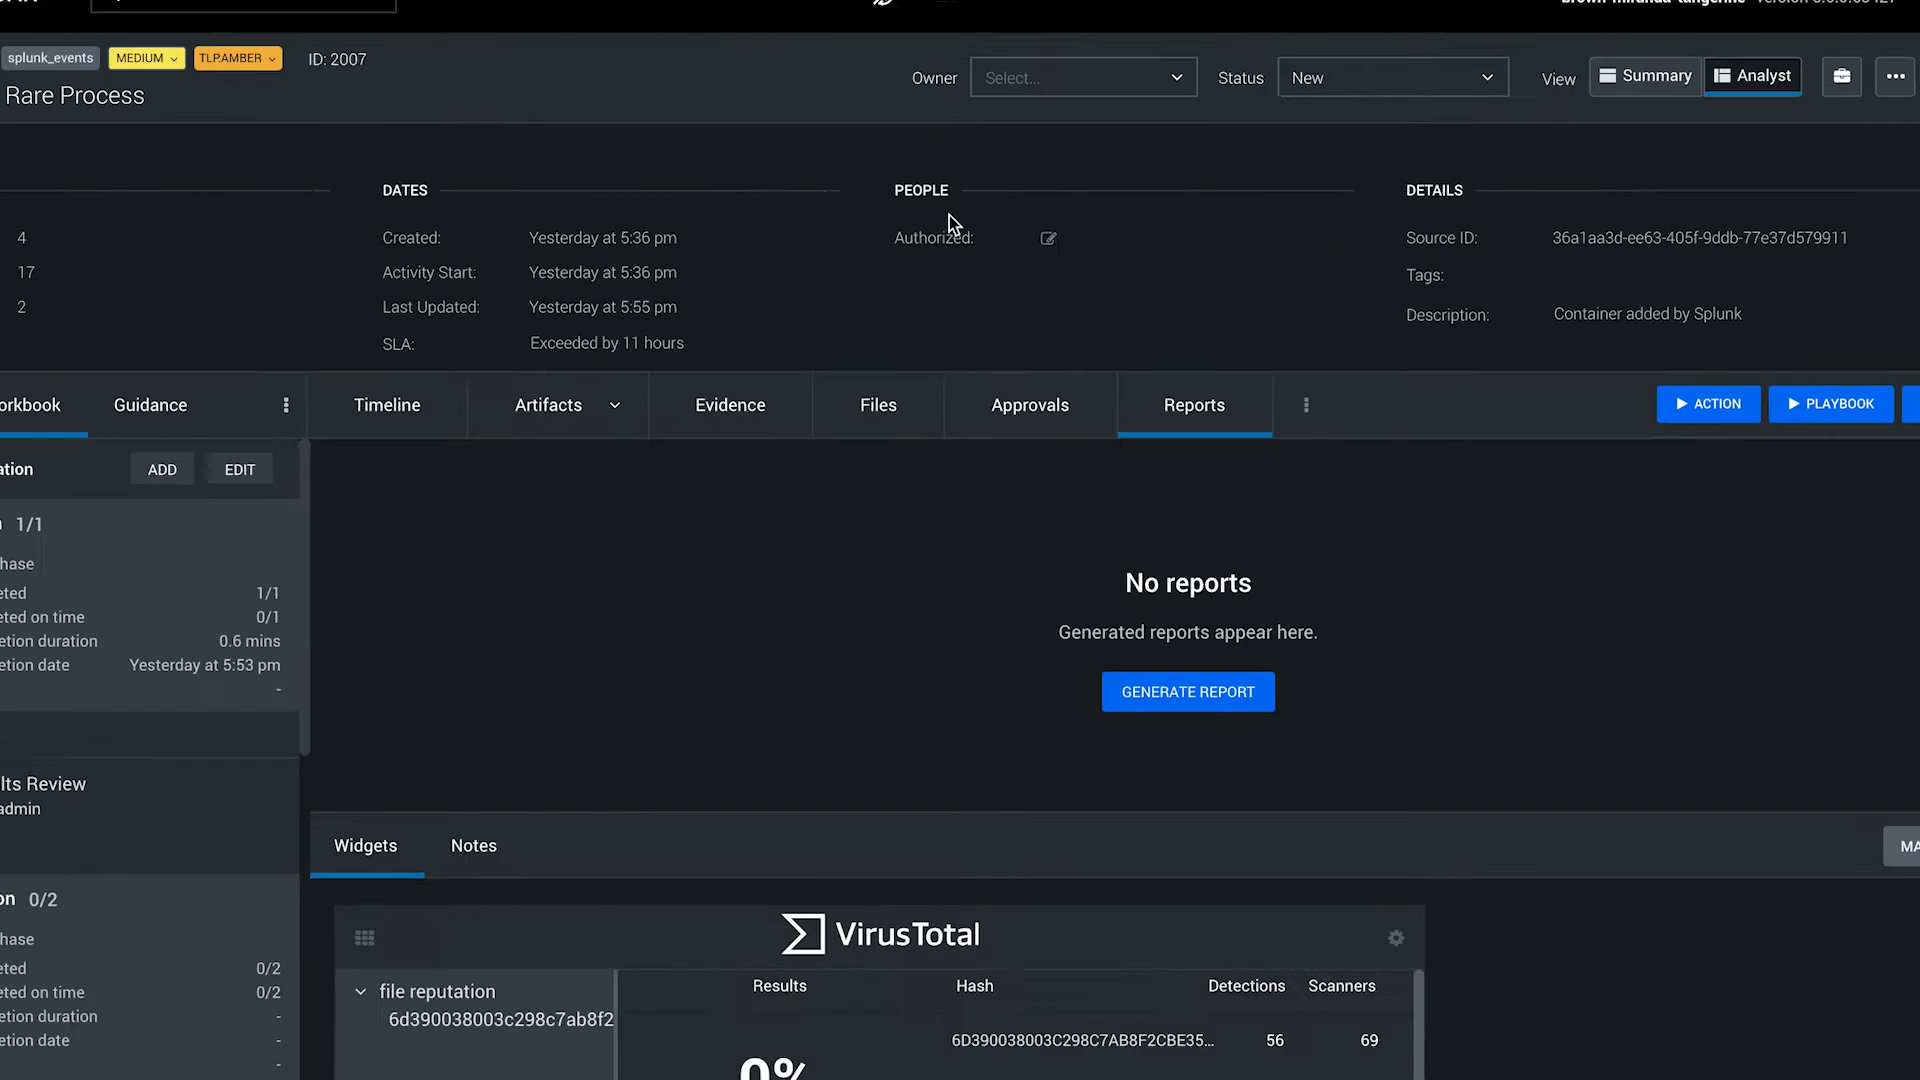 splunk_events MEDIUM TLP:AMBER ID: 2007
Rare Process
Owner Select... Status New View Summary Analyst
DATES
Created: Yesterday at 5:36 pm
Activity Start: Yesterday at 5:36 pm
Last Updated: Yesterday at 5:55 pm
SLA: Exceeded by 11 hours
4
17
2
PEOPLE
Authorized:
DETAILS
Source ID: 36a1aa3d-ee63-405f-9ddb-77e37d579911
Tags:
Description: Container added by Splunk
orkbook Guidance Timeline Artifacts Evidence Files Approvals Reports ACTION PLAYBOOK
ation ADD EDIT
1/1
hase
eted 1/1
eted on time 0/1
etion duration 0.6 mins
etion date Yesterday at 5:53 pm
-
lts Review
admin
on 0/2
hase
eted 0/2
eted on time 0/2
etion duration -
etion date -
-
No reports
Generated reports appear here.
GENERATE REPORT
Widgets Notes MA
VirusTotal
file reputation
6d390038003c298c7ab8f2
Results Hash Detections Scanners
6D390038003C298C7AB8F2CBE35... 56 69
0%